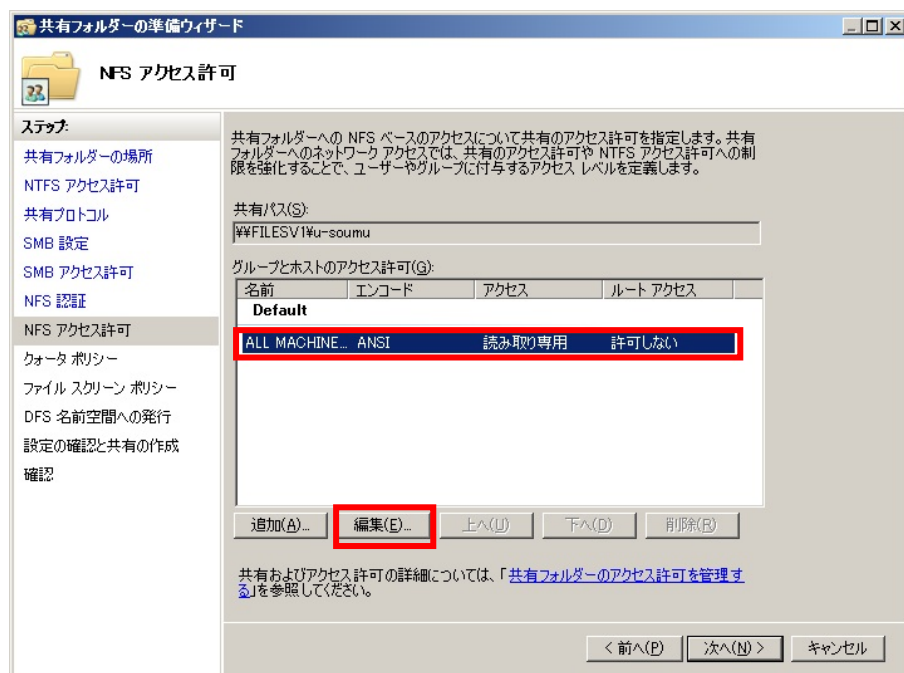 共有フォルダーの準備ウィザード
NFS アクセス許可
ステップ:
共有フォルダーの場所
NTFS アクセス許可
共有プロトコル
SMB 設定
SMB アクセス許可
NFS 認証
NFS アクセス許可
クォータ ポリシー
ファイル スクリーン ポリシー
DFS 名前空間への発行
設定の確認と共有の作成
確認
共有フォルダーへの NFS ベースのアクセスについて共有のアクセス許可を指定します。共有
フォルダーへのネットワーク アクセスでは、共有のアクセス許可や NTFS アクセス許可への制
限を強化することで、ユーザーやグループに付与するアクセス レベルを定義します。
共有パス(S):
¥¥FILESV1¥u-soumu
グループとホストのアクセス許可(G):
名前 エンコード アクセス ルート アクセス
Default
ALL MACHINE... ANSI 読み取り専用 許可しない
追加(A)... 編集(E)... 上へ(U) 下へ(D) 削除(R)
共有およびアクセス許可の詳細については、「共有フォルダーのアクセス許可を管理す
る」を参照してください。
< 前へ(P) 次へ(N) > キャンセル